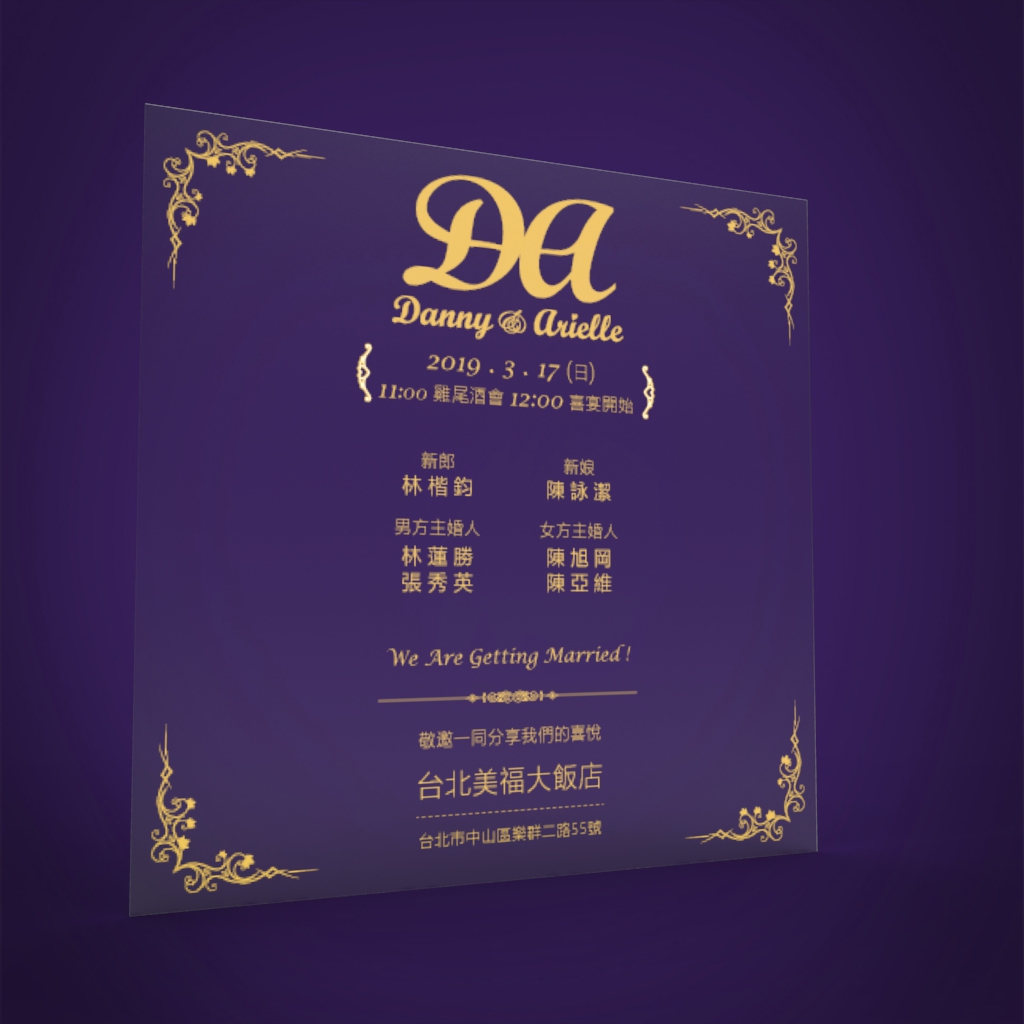 DA
Danny & Arielle
2019 . 3 . 17 (日)
11:00 雞尾酒會 12:00 喜宴開始
新郎 新娘
林楷鈞 陳詠潔
男方主婚人 女方主婚人
林蓮勝 陳旭岡
張秀英 陳亞維
We Are Getting Married !
敬邀一同分享我們的喜悅
台北美福大飯店
台北市中山區樂群二路55號